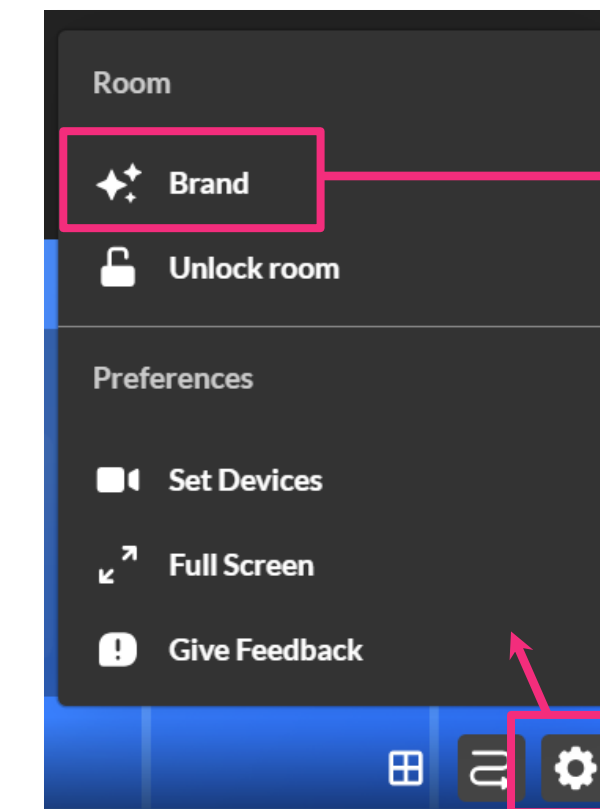 Room
Brand
Unlock room
Preferences
Set Devices
Full Screen
Give Feedback